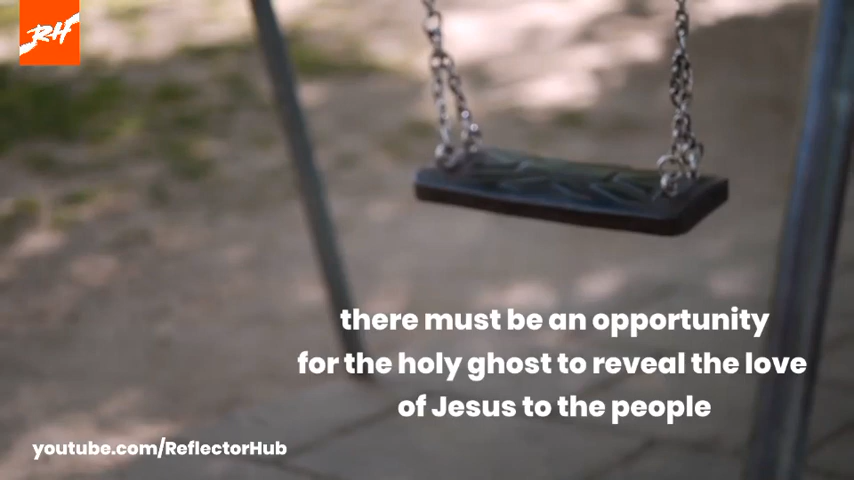 RH
there must be an opportunity
for the holy ghost to reveal the love
of Jesus to the people
youtube.com/ReflectorHub